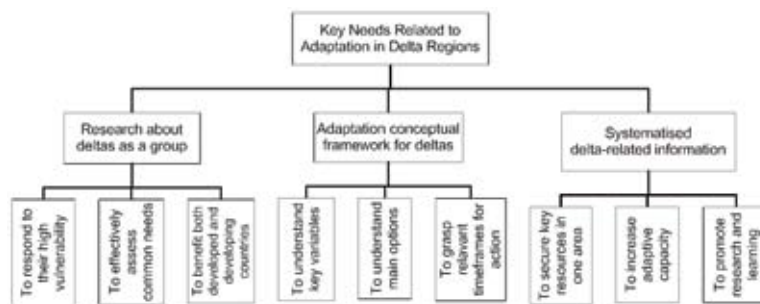 Key Needs Related to
Adaptation in Delta Regions
Research about
deltas as a group
Adaptation conceptual
framework for deltas
Systematised
delta-related information
To respond to
their high
vulnerability
To effectively
assess
common needs
To benefit both
developed and
developing
countries
To understand
key variables
To understand
main options
To grasp
relavant
timeframes for
action
To secure key
resources in
one area
To increase
adaptive
capacity
To promote
research and
learning